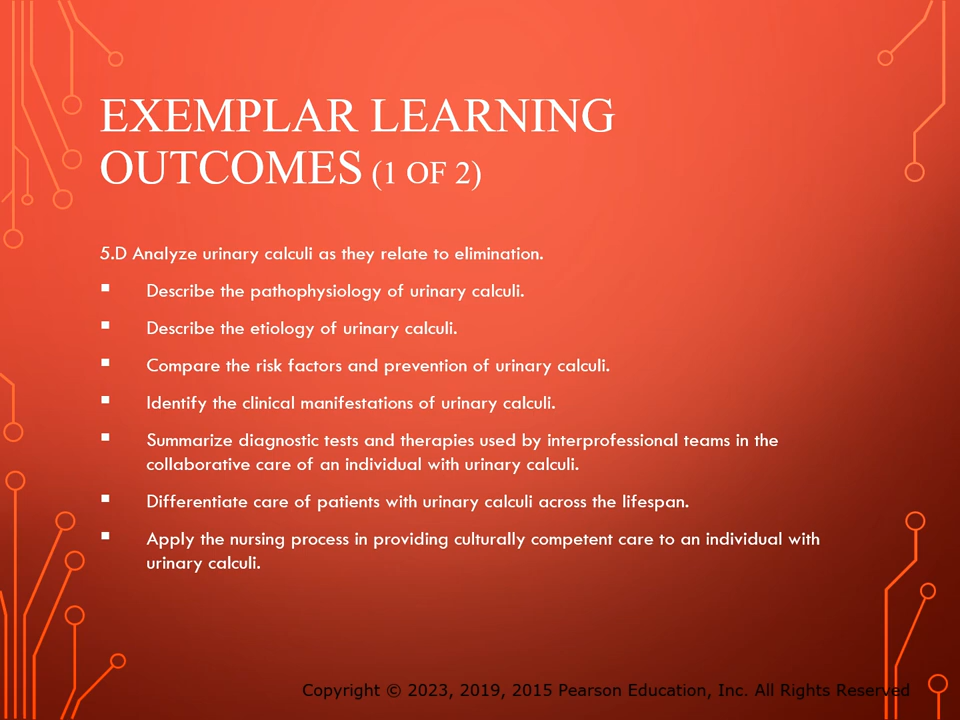 EXEMPLAR LEARNING
OUTCOMES (1 OF 2)
5.D Analyze urinary calculi as they relate to elimination.
▪ Describe the pathophysiology of urinary calculi.
▪ Describe the etiology of urinary calculi.
▪ Compare the risk factors and prevention of urinary calculi.
▪ Identify the clinical manifestations of urinary calculi.
▪ Summarize diagnostic tests and therapies used by interprofessional teams in the
collaborative care of an individual with urinary calculi.
▪ Differentiate care of patients with urinary calculi across the lifespan.
▪ Apply the nursing process in providing culturally competent care to an individual with
urinary calculi.
Copyright © 2023, 2019, 2015 Pearson Education, Inc. All Rights Reserved